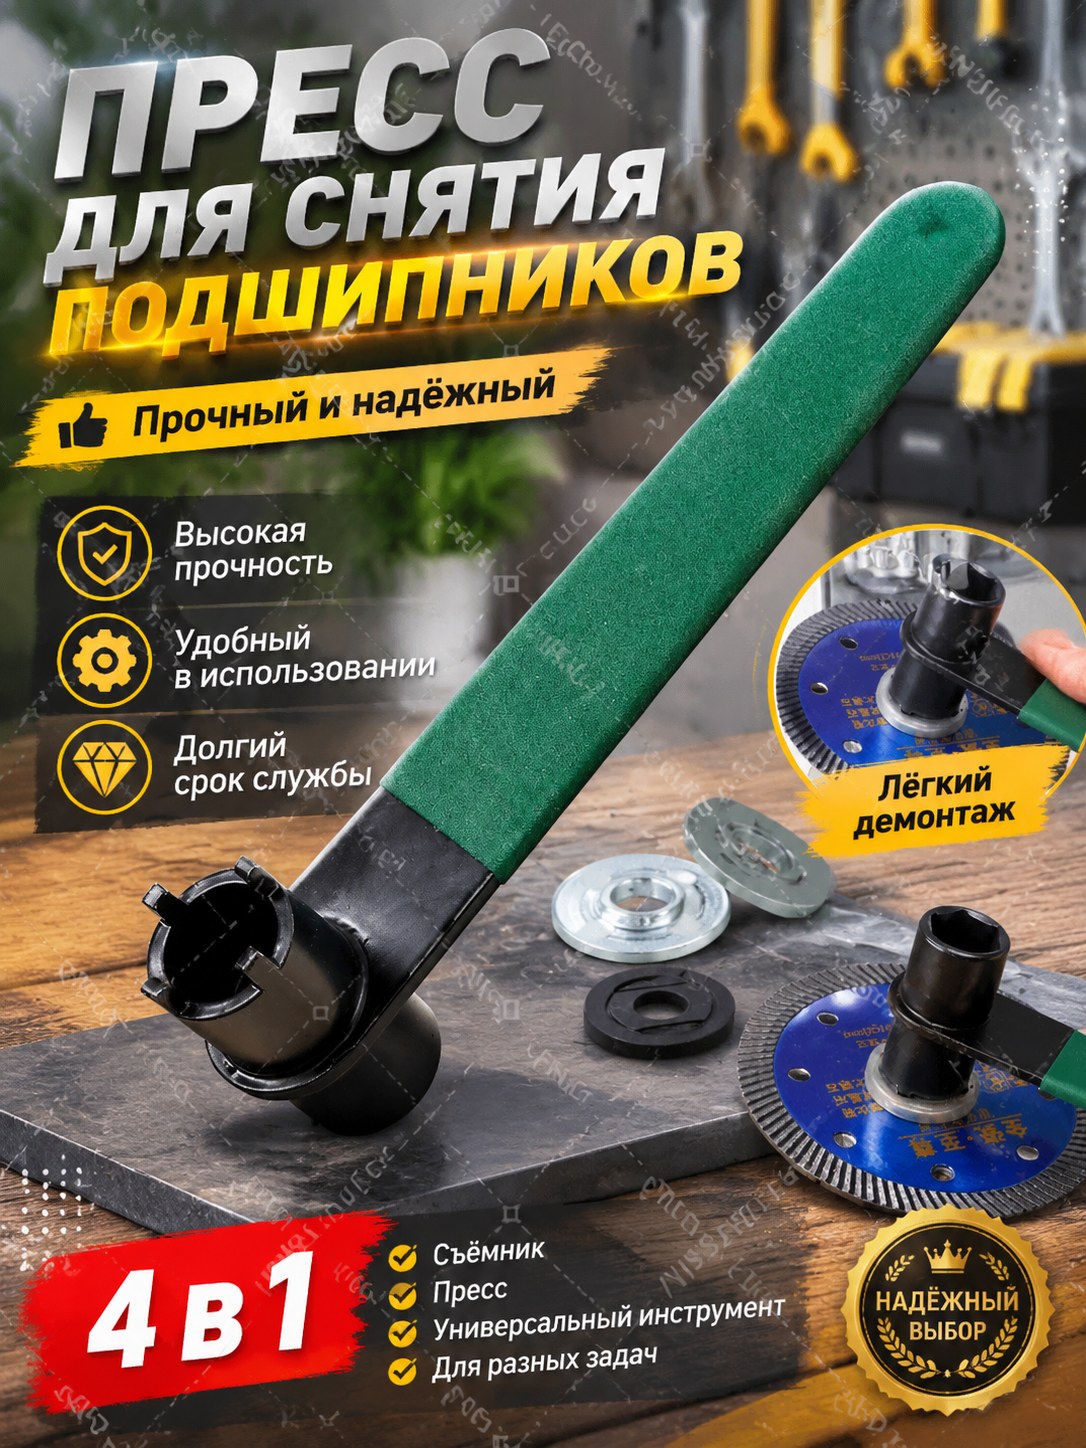 ПРЕСС
ДЛЯ СНЯТИЯ
ПОДШИПНИКОВ
Прочный и надёжный
Высокая
прочность
Удобный
в использовании
Долгий
срок службы
Лёгкий
демонтаж
4 в 1
Съёмник
Пресс
Универсальный инструмент
Для разных задач
НАДЁЖНЫЙ
ВЫБОР